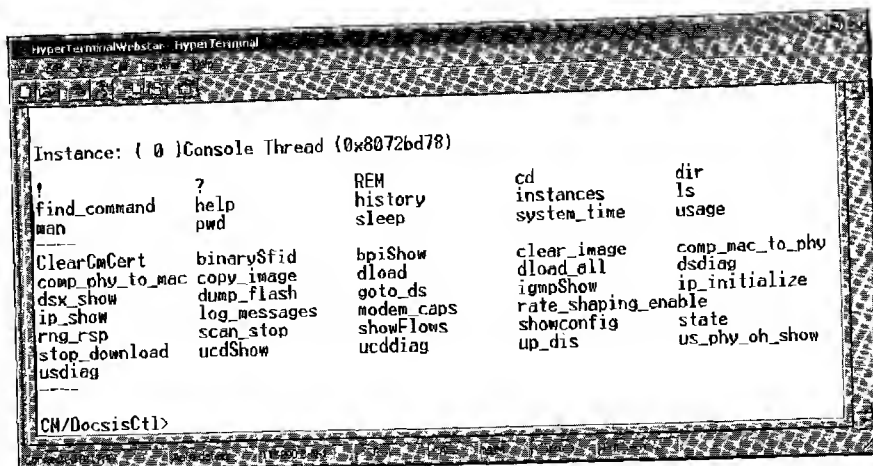 HyperTerminalWebstar - HyperTerminal
Instance: ( 0 )Console Thread (0x8072bd78)
! ? REM cd dir
find_command help history instances ls
man pwd sleep system_time usage
----
ClearCmCert binarySfid bpiShow clear_image comp_mac_to_phy
comp_phy_to_mac copy_image dload dload_all dsdiag
dsx_show dump_flash goto_ds igmpShow ip_initialize
ip_show log_messages modem_caps rate_shaping_enable
rng_rsp scan_stop showFlows showconfig state
stop_download ucdShow ucddiag up_dis us_phy_oh_show
usdiag
----
CM/DocsisCtl>